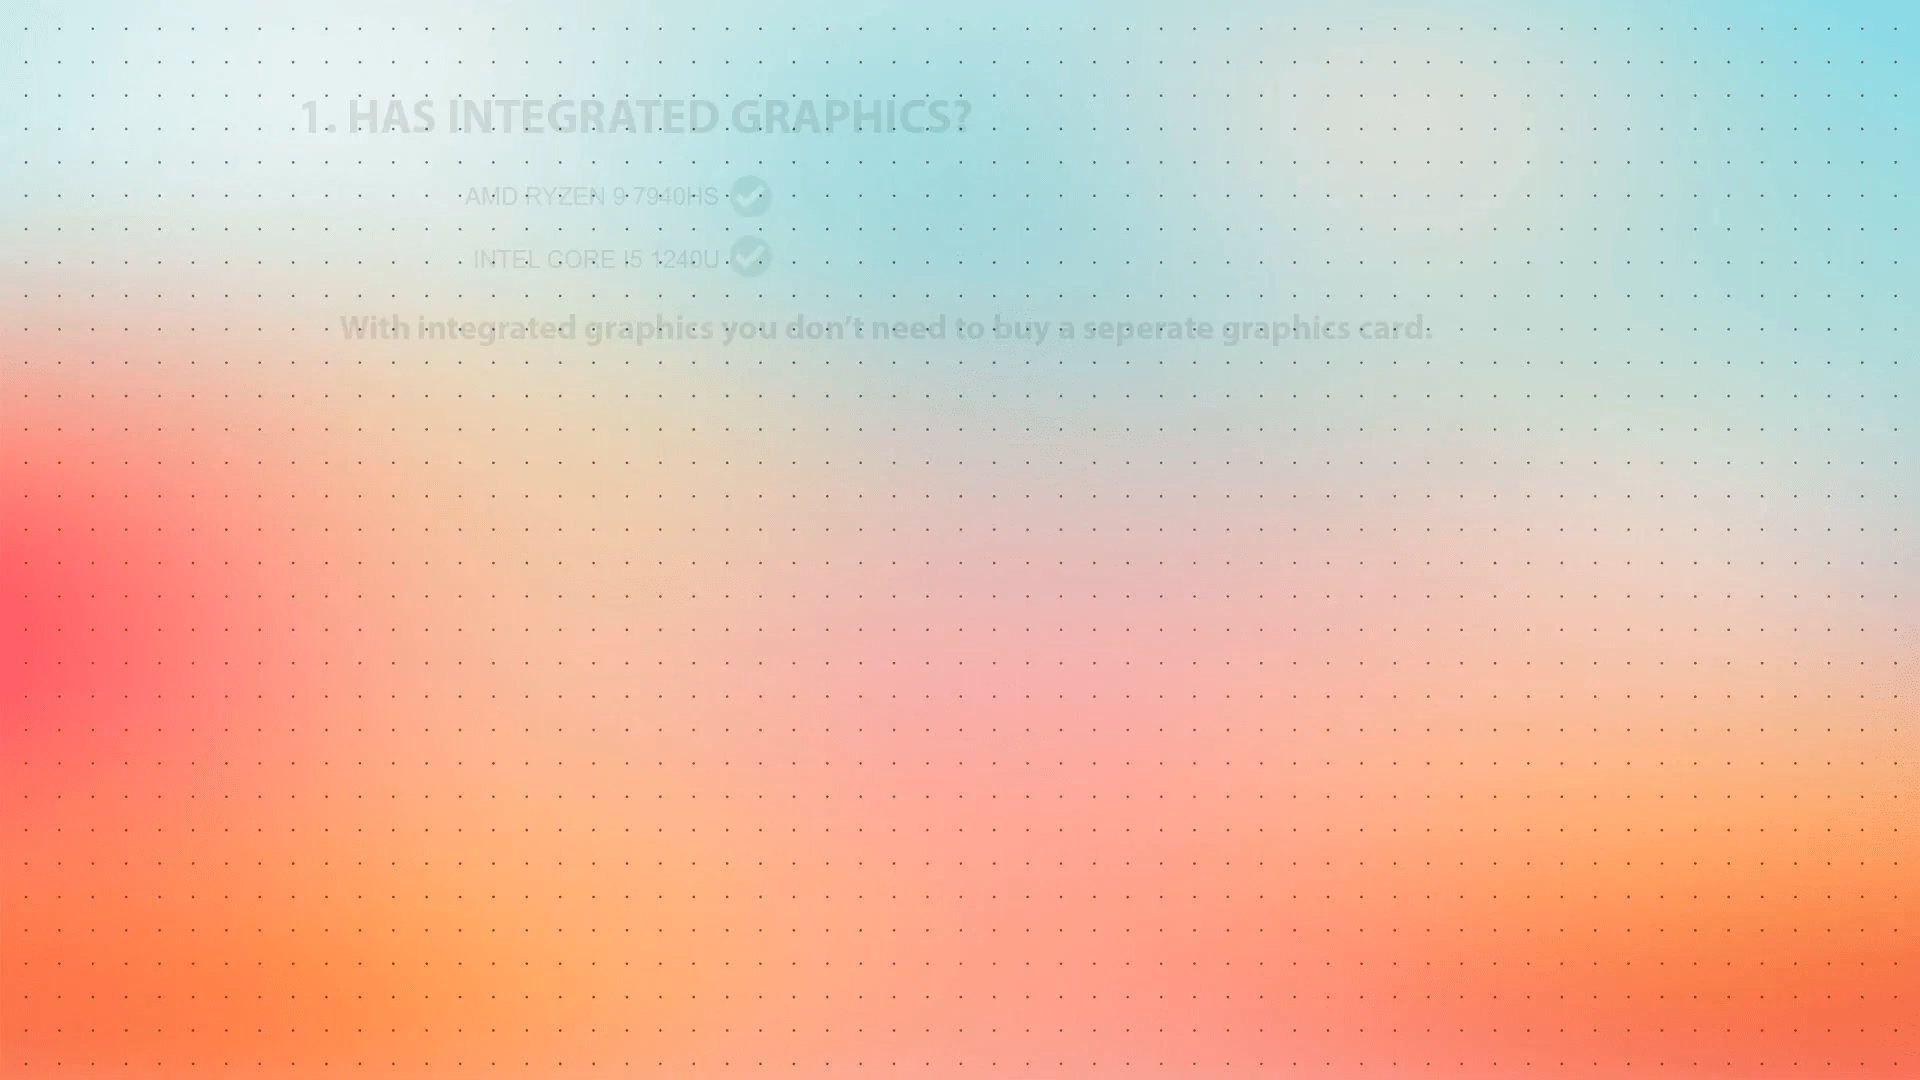 1. HAS INTEGRATED GRAPHICS?
AMD RYZEN 9 7940HS
INTEL CORE I5 1240U
With integrated graphics you don't need to buy a seperate graphics card.